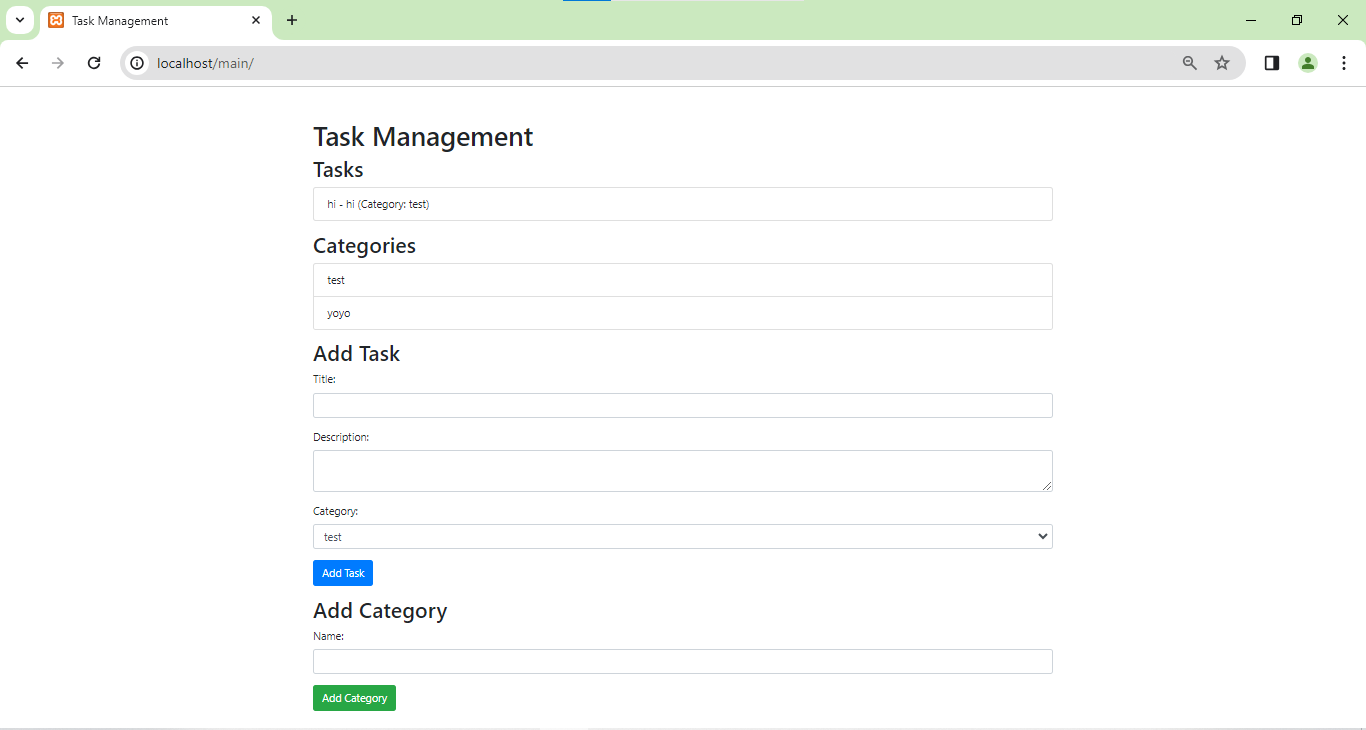 Task Management
localhost/main/
Task Management
Tasks
hi - hi (Category: test)
Categories
test
yoyo
Add Task
Title:
Description:
Category:
test
Add Task
Add Category
Name:
Add Category